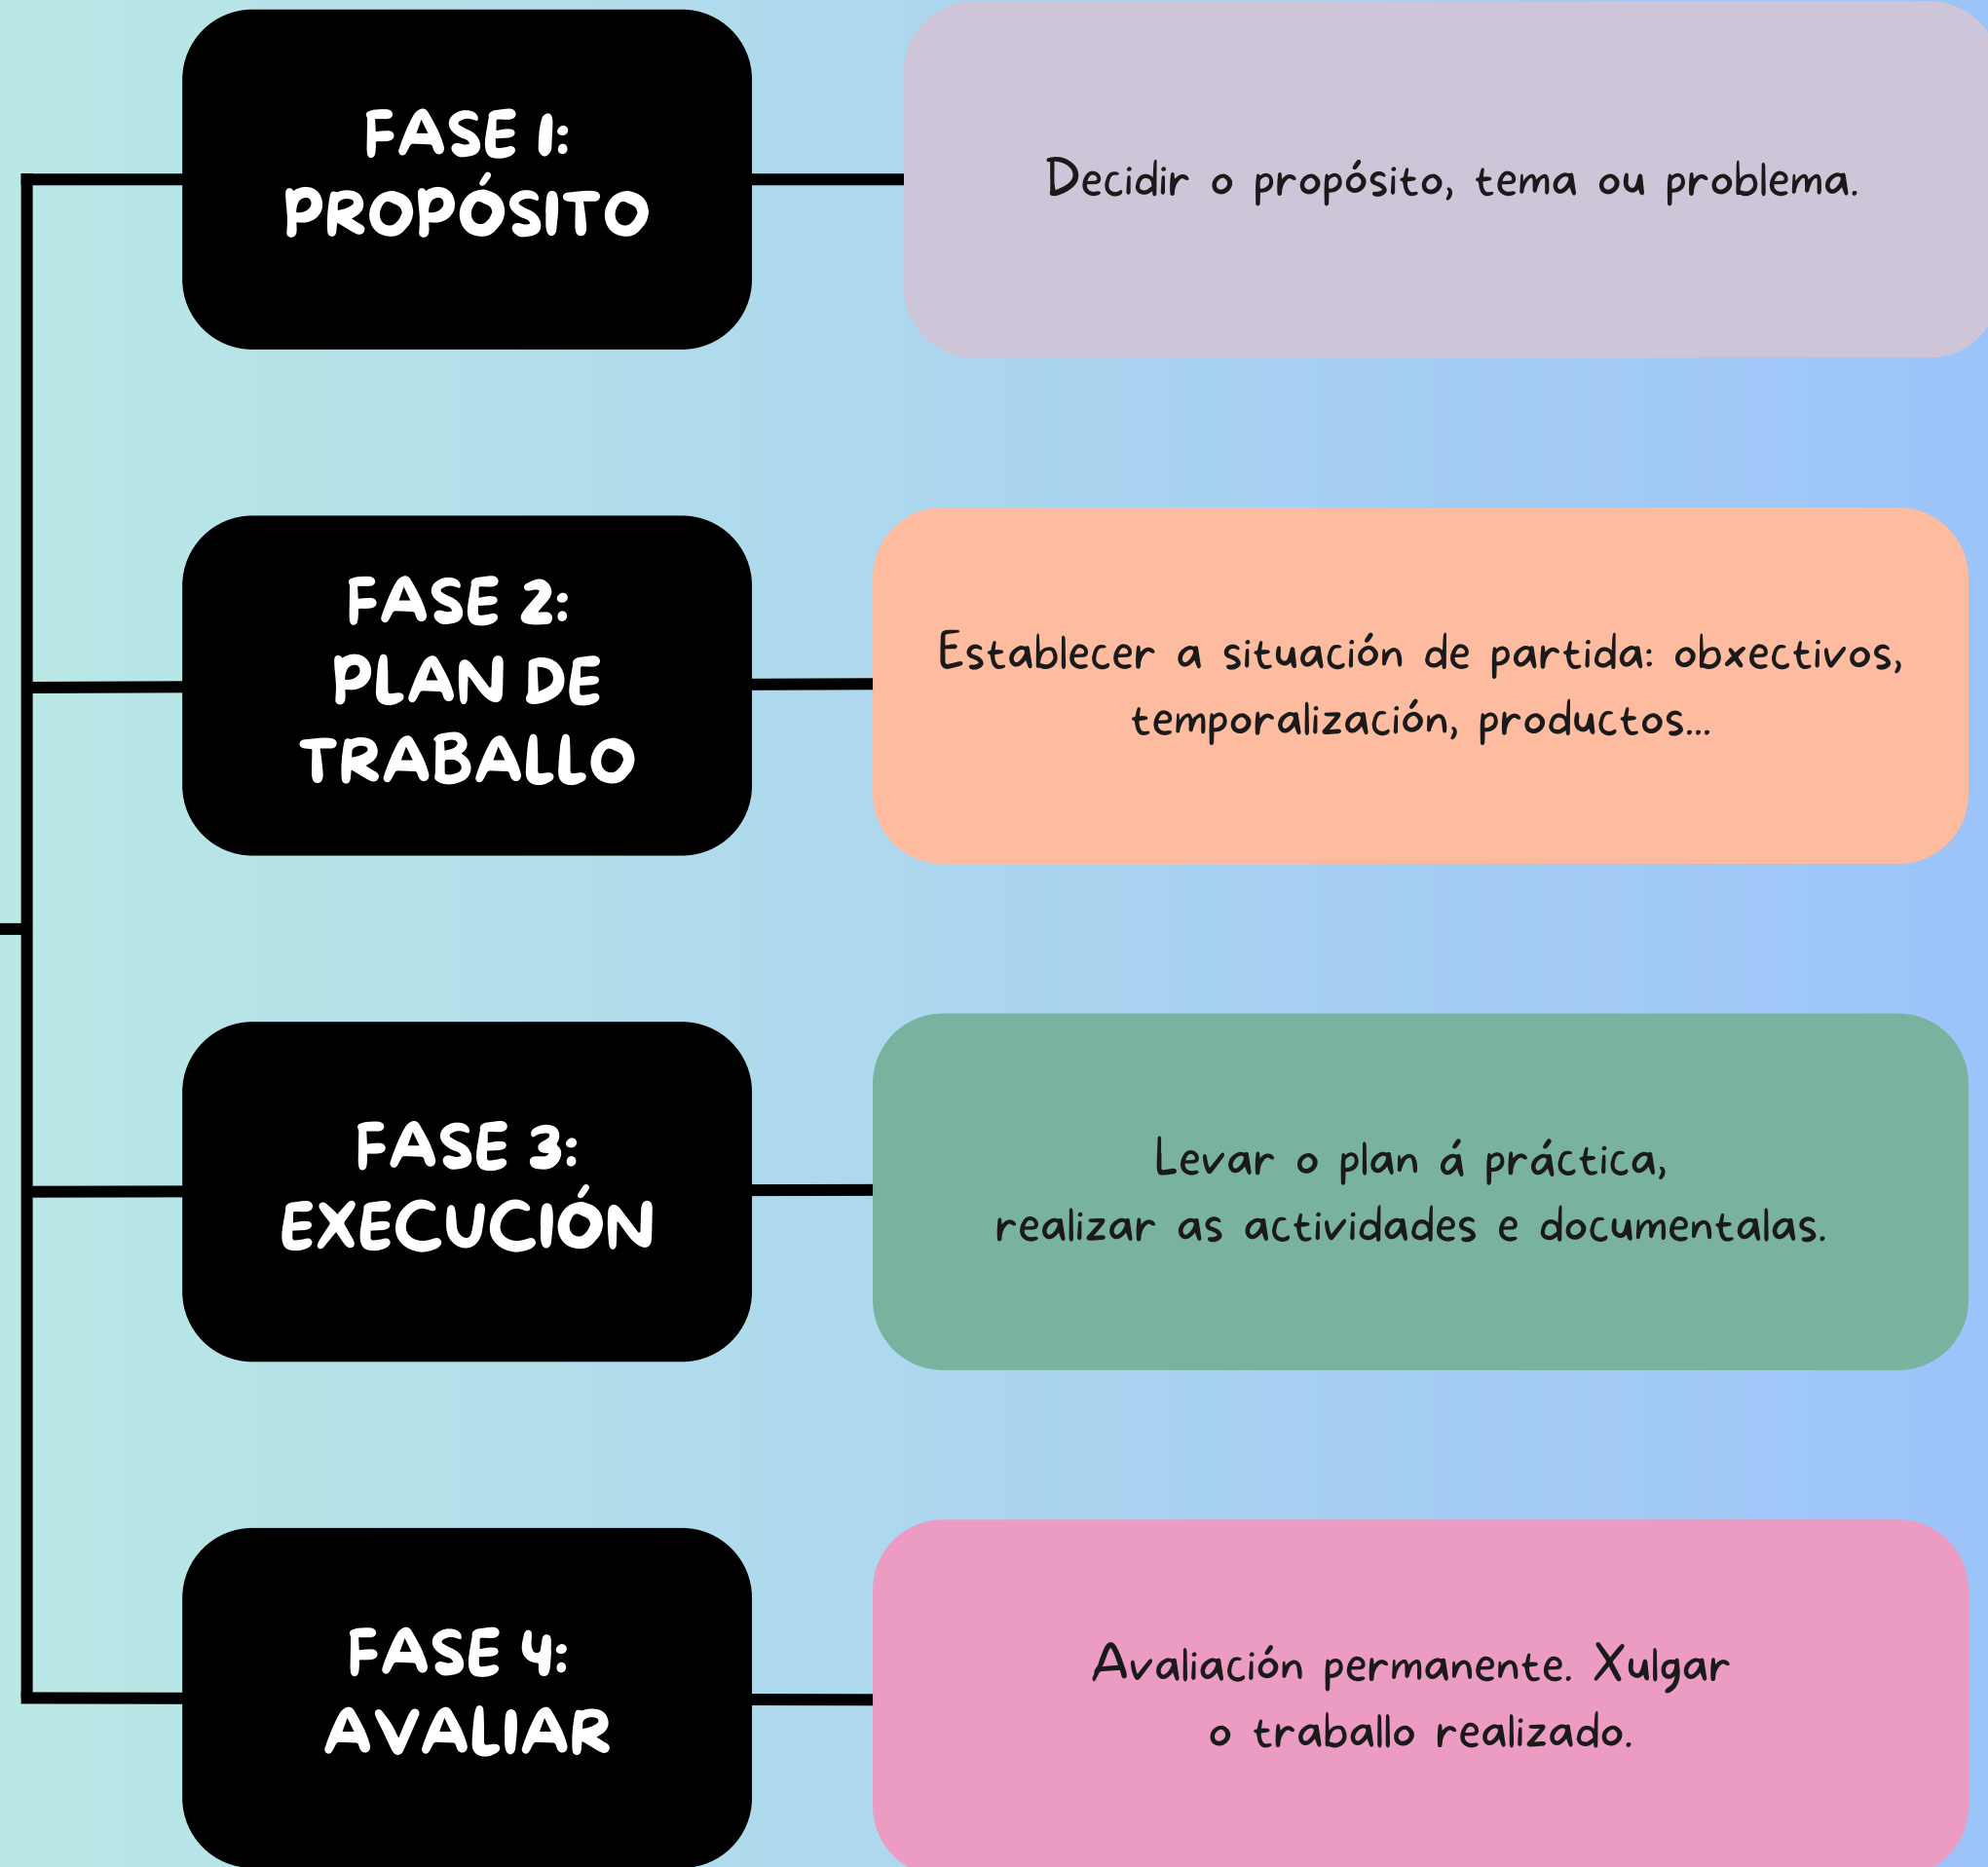 FASE 1:
PROPÓSITO
Decidir o propósito, tema ou problema.
FASE 2:
PLAN DE
TRABALLO
Establecer a situación de partida: obxectivos,
temporalización, productos...
FASE 3:
EXECUCIÓN
Levar o plan á práctica,
realizar as actividades e documentalas.
FASE 4:
AVALIAR
Avaliación permanente. Xulgar
o traballo realizado.